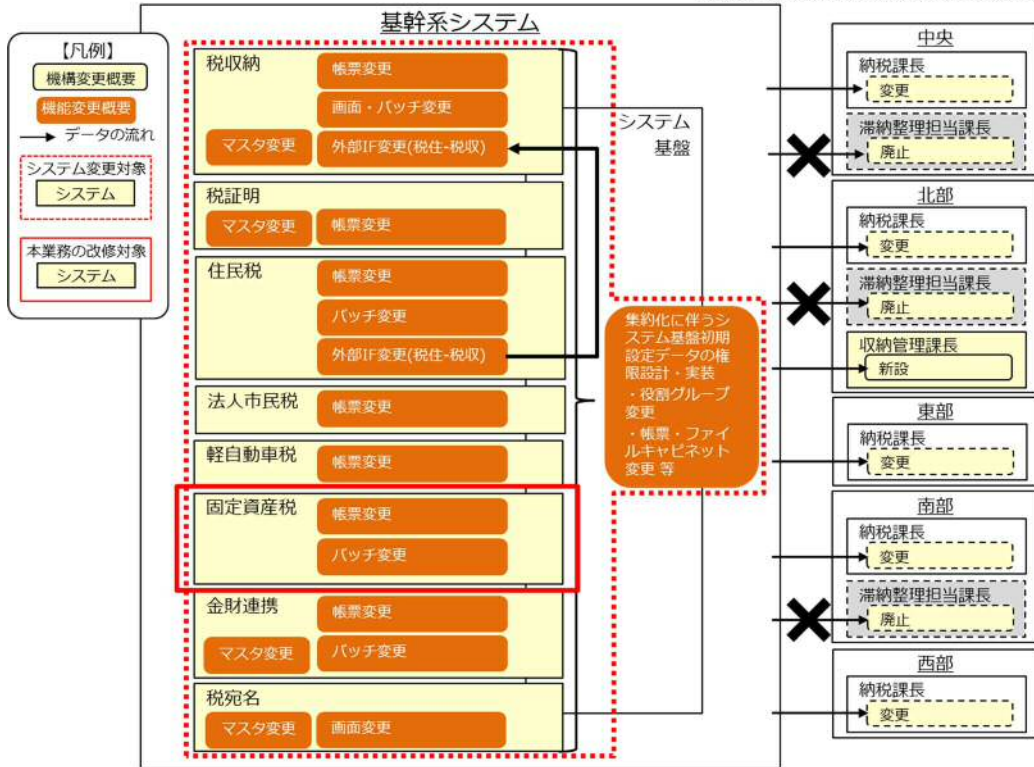 基幹系システム
【凡例】
機構変更概要
機能変更概要
データの流れ
システム変更対象
システム
本業務の改修対象
システム
税収納
帳票変更
画面・バッチ変更
マスタ変更
外部IF変更(税住-税収)
税証明
マスタ変更
帳票変更
住民税
帳票変更
バッチ変更
外部IF変更(税住-税収)
法人市民税
帳票変更
軽自動車税
帳票変更
固定資産税
帳票変更
バッチ変更
金財連携
帳票変更
マスタ変更
バッチ変更
税宛名
マスタ変更
画面変更
システム
基盤
集約化に伴うシ
ステム基盤初期
設定データの権
限設計・実装
・役割グループ
変更
・帳票・ファイ
ルキャビネット
変更 等
中央
納税課長
変更
滞納整理担当課長
廃止
北部
納税課長
変更
滞納整理担当課長
廃止
収納管理課長
新設
東部
納税課長
変更
南部
納税課長
変更
滞納整理担当課長
廃止
西部
納税課長
変更